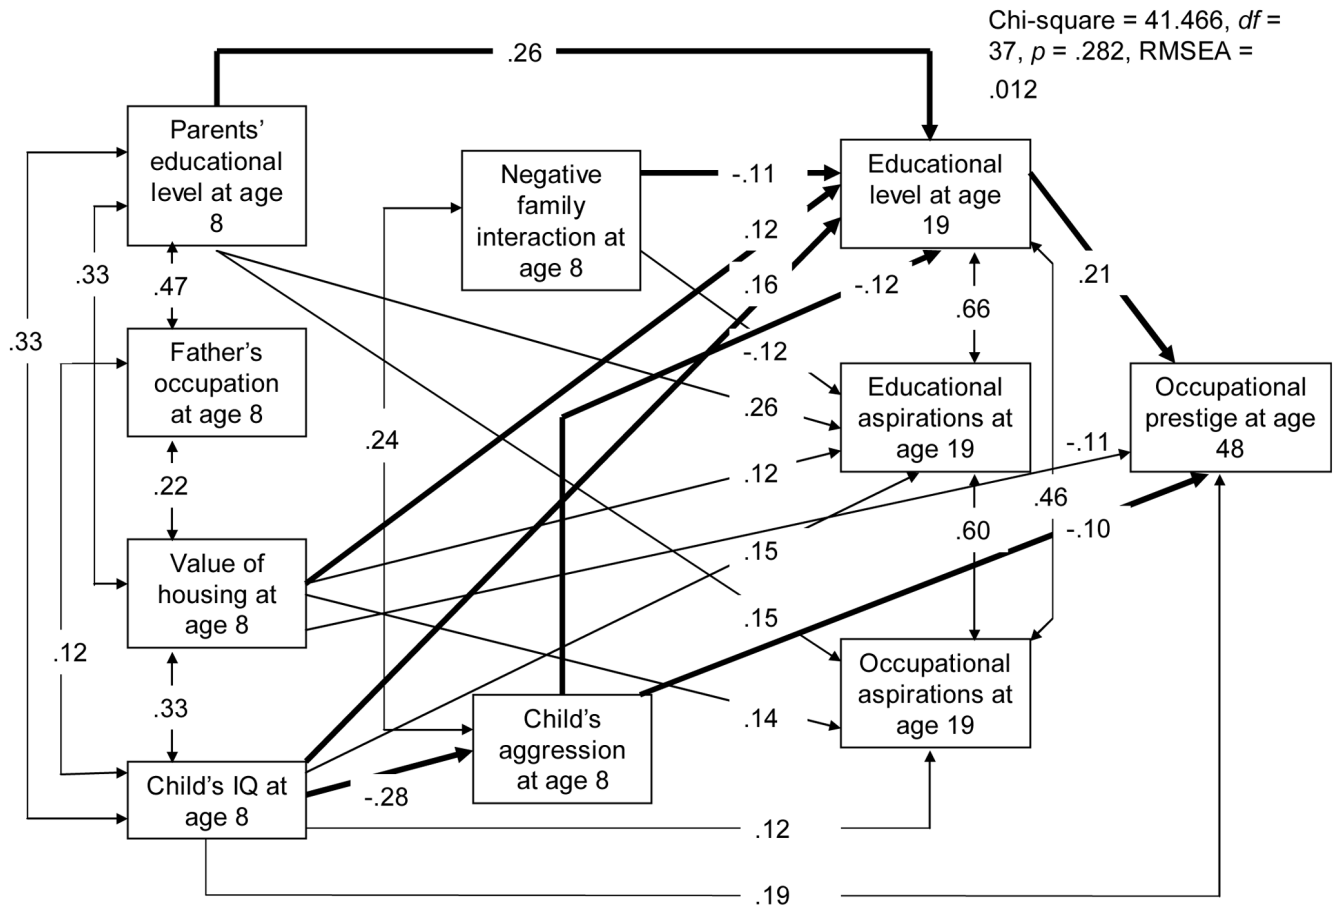 Chi-square = 41.466, df =
37, p = .282, RMSEA =
.012
.26
Parents’
educational
level at age
8
Negative
family
interaction at
age 8
-.11
Educational
level at age
19
.12
.33
.47
.16
-.12
.21
.66
.33
Father’s
occupation
at age 8
-.12
.26
Educational
aspirations at
age 19
Occupational
prestige at age
48
.24
-.11
.22
.12
.46
.60
-.10
.15
Value of
housing at
age 8
.15
.12
.33
Occupational
aspirations at
age 19
.14
Child’s
aggression
at age 8
Child’s IQ at
age 8
-.28
.12
.19